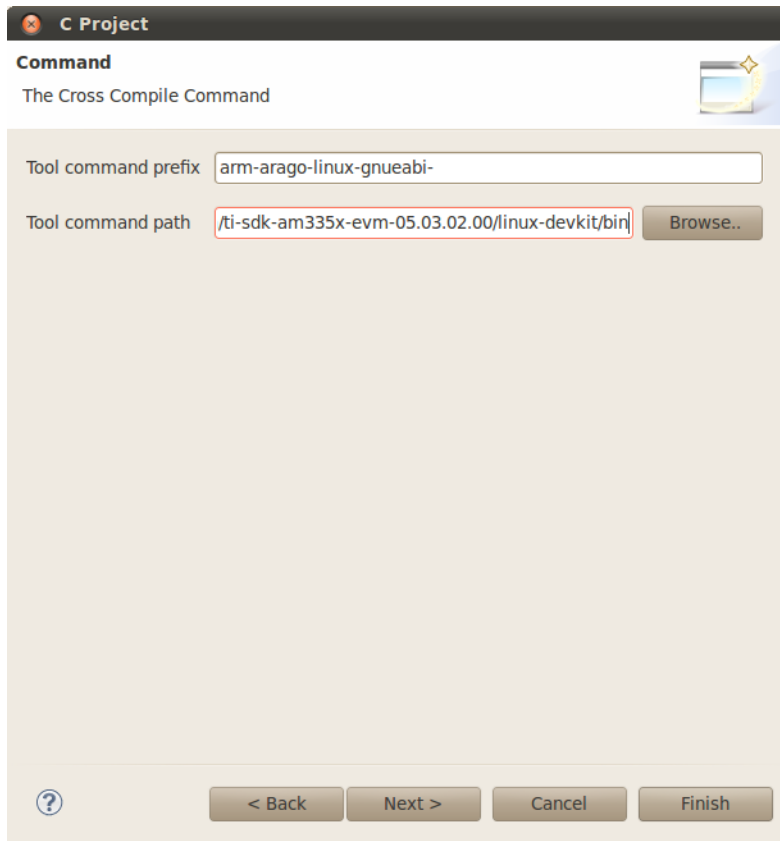 C Project
Command
The Cross Compile Command
Tool command prefix arm-arago-linux-gnueabi-
Tool command path /ti-sdk-am335x-evm-05.03.02.00/linux-devkit/bin Browse..
? < Back Next > Cancel Finish